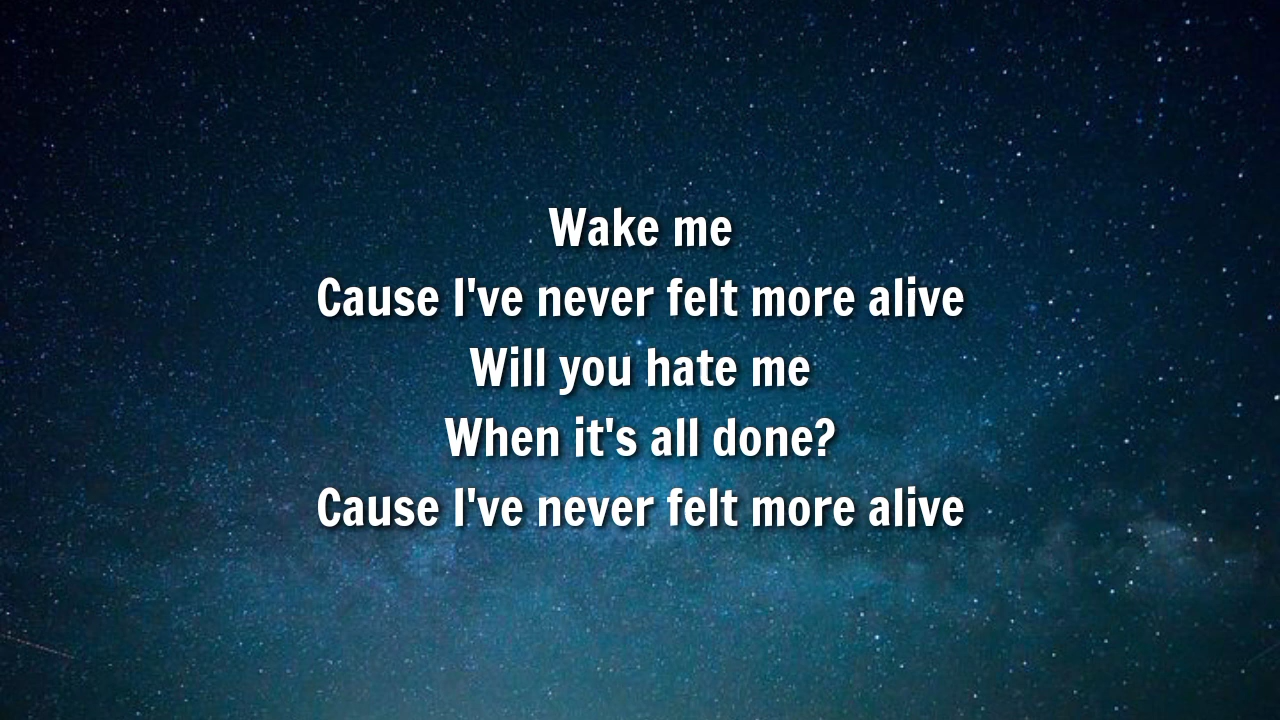 Wake me
Cause I've never felt more alive
Will you hate me
When it's all done?
Cause I've never felt more alive